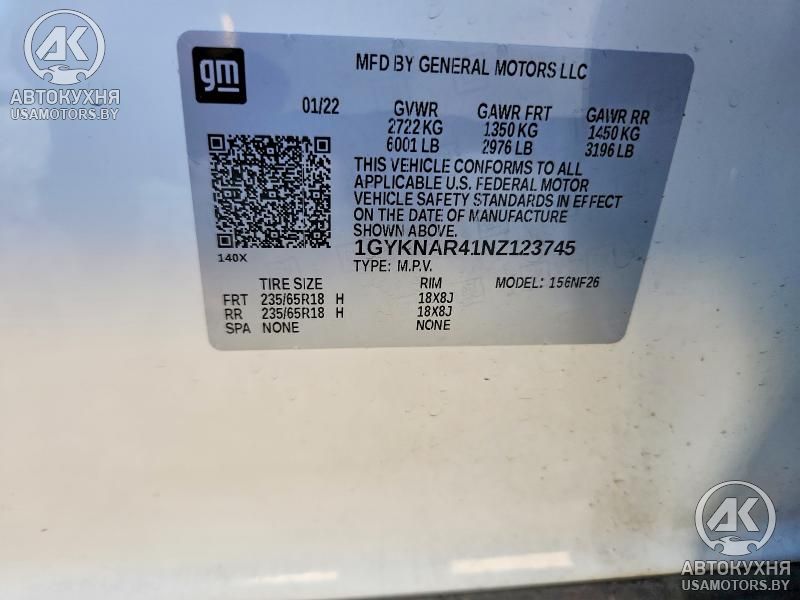 AK
АВТОКУХНЯ
USAMOTORS.BY
gm
MFD BY GENERAL MOTORS LLC
01/22 GVWR GAWR FRT GAWR RR
2722 KG 1350 KG 1450 KG
6001 LB 2976 LB 3196 LB
THIS VEHICLE CONFORMS TO ALL
APPLICABLE U.S. FEDERAL MOTOR
VEHICLE SAFETY STANDARDS IN EFFECT
ON THE DATE OF MANUFACTURE
SHOWN ABOVE.
1GYKNAR41NZ123745
140X
TYPE: M.P.V.
TIRE SIZE RIM MODEL: 156NF26
FRT 235/65R18 H 18X8J
RR 235/65R18 H 18X8J
SPA NONE NONE
AK
АВТОКУХНЯ
USAMOTORS.BY